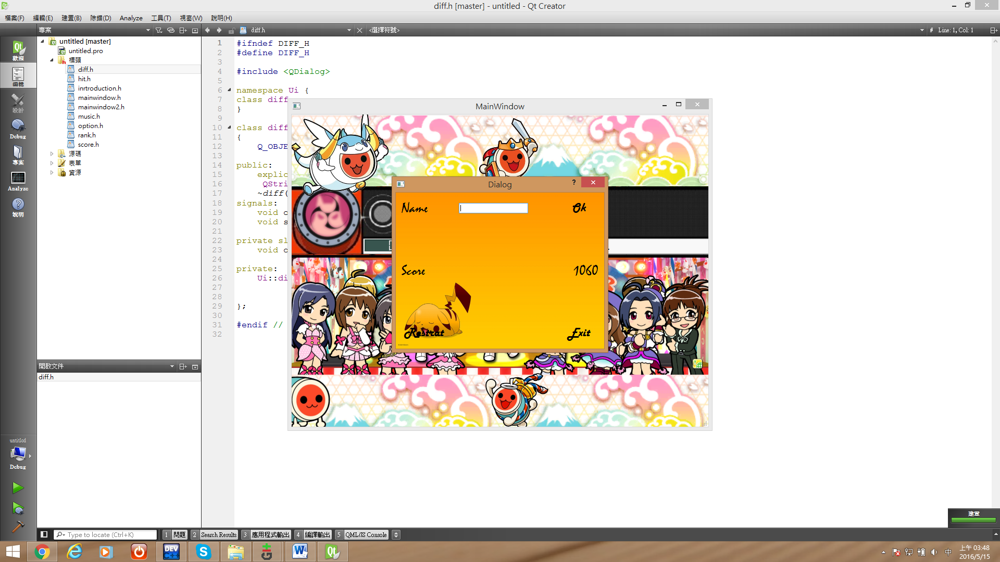 diff.h [master] - untitled - Qt Creator
檔案(F) 編輯(E) 建置(B) 除錯(D) Analyze 工具(T) 視窗(W) 說明(H)
專案
diff.h
<選擇符號>
# Line: 1, Col: 1
歡迎
編輯
設計
Debug
專案
Analyze
說明
untitled
Debug
untitled [master]
untitled.pro
標頭
diff.h
hit.h
inrtroduction.h
mainwindow.h
mainwindow2.h
music.h
option.h
rank.h
score.h
源碼
表單
資源
開啟文件
diff.h
1 #ifndef DIFF_H
2 #define DIFF_H
3
4 #include <QDialog>
5
6 namespace Ui {
7 class diff
8 }
9
10 class diff
11 {
12 Q_OBJE
13
14 public:
15 explic
16 QStri
17 ~diff(
18 signals:
19 void c
20 void s
21
22 private sl
23 void c
24
25 private:
26 Ui::di
27
28
29 };
30
31 #endif //
32
MainWindow
Dialog
?
Name
Ok
Score
1060
Restrat
Exit
建置
Type to locate (Ctrl+K)
1 問題 2 Search Results 3 應用程式輸出 4 編譯輸出 5 QML/JS Console
DEV C++
中
上午 03:48
2016/5/15